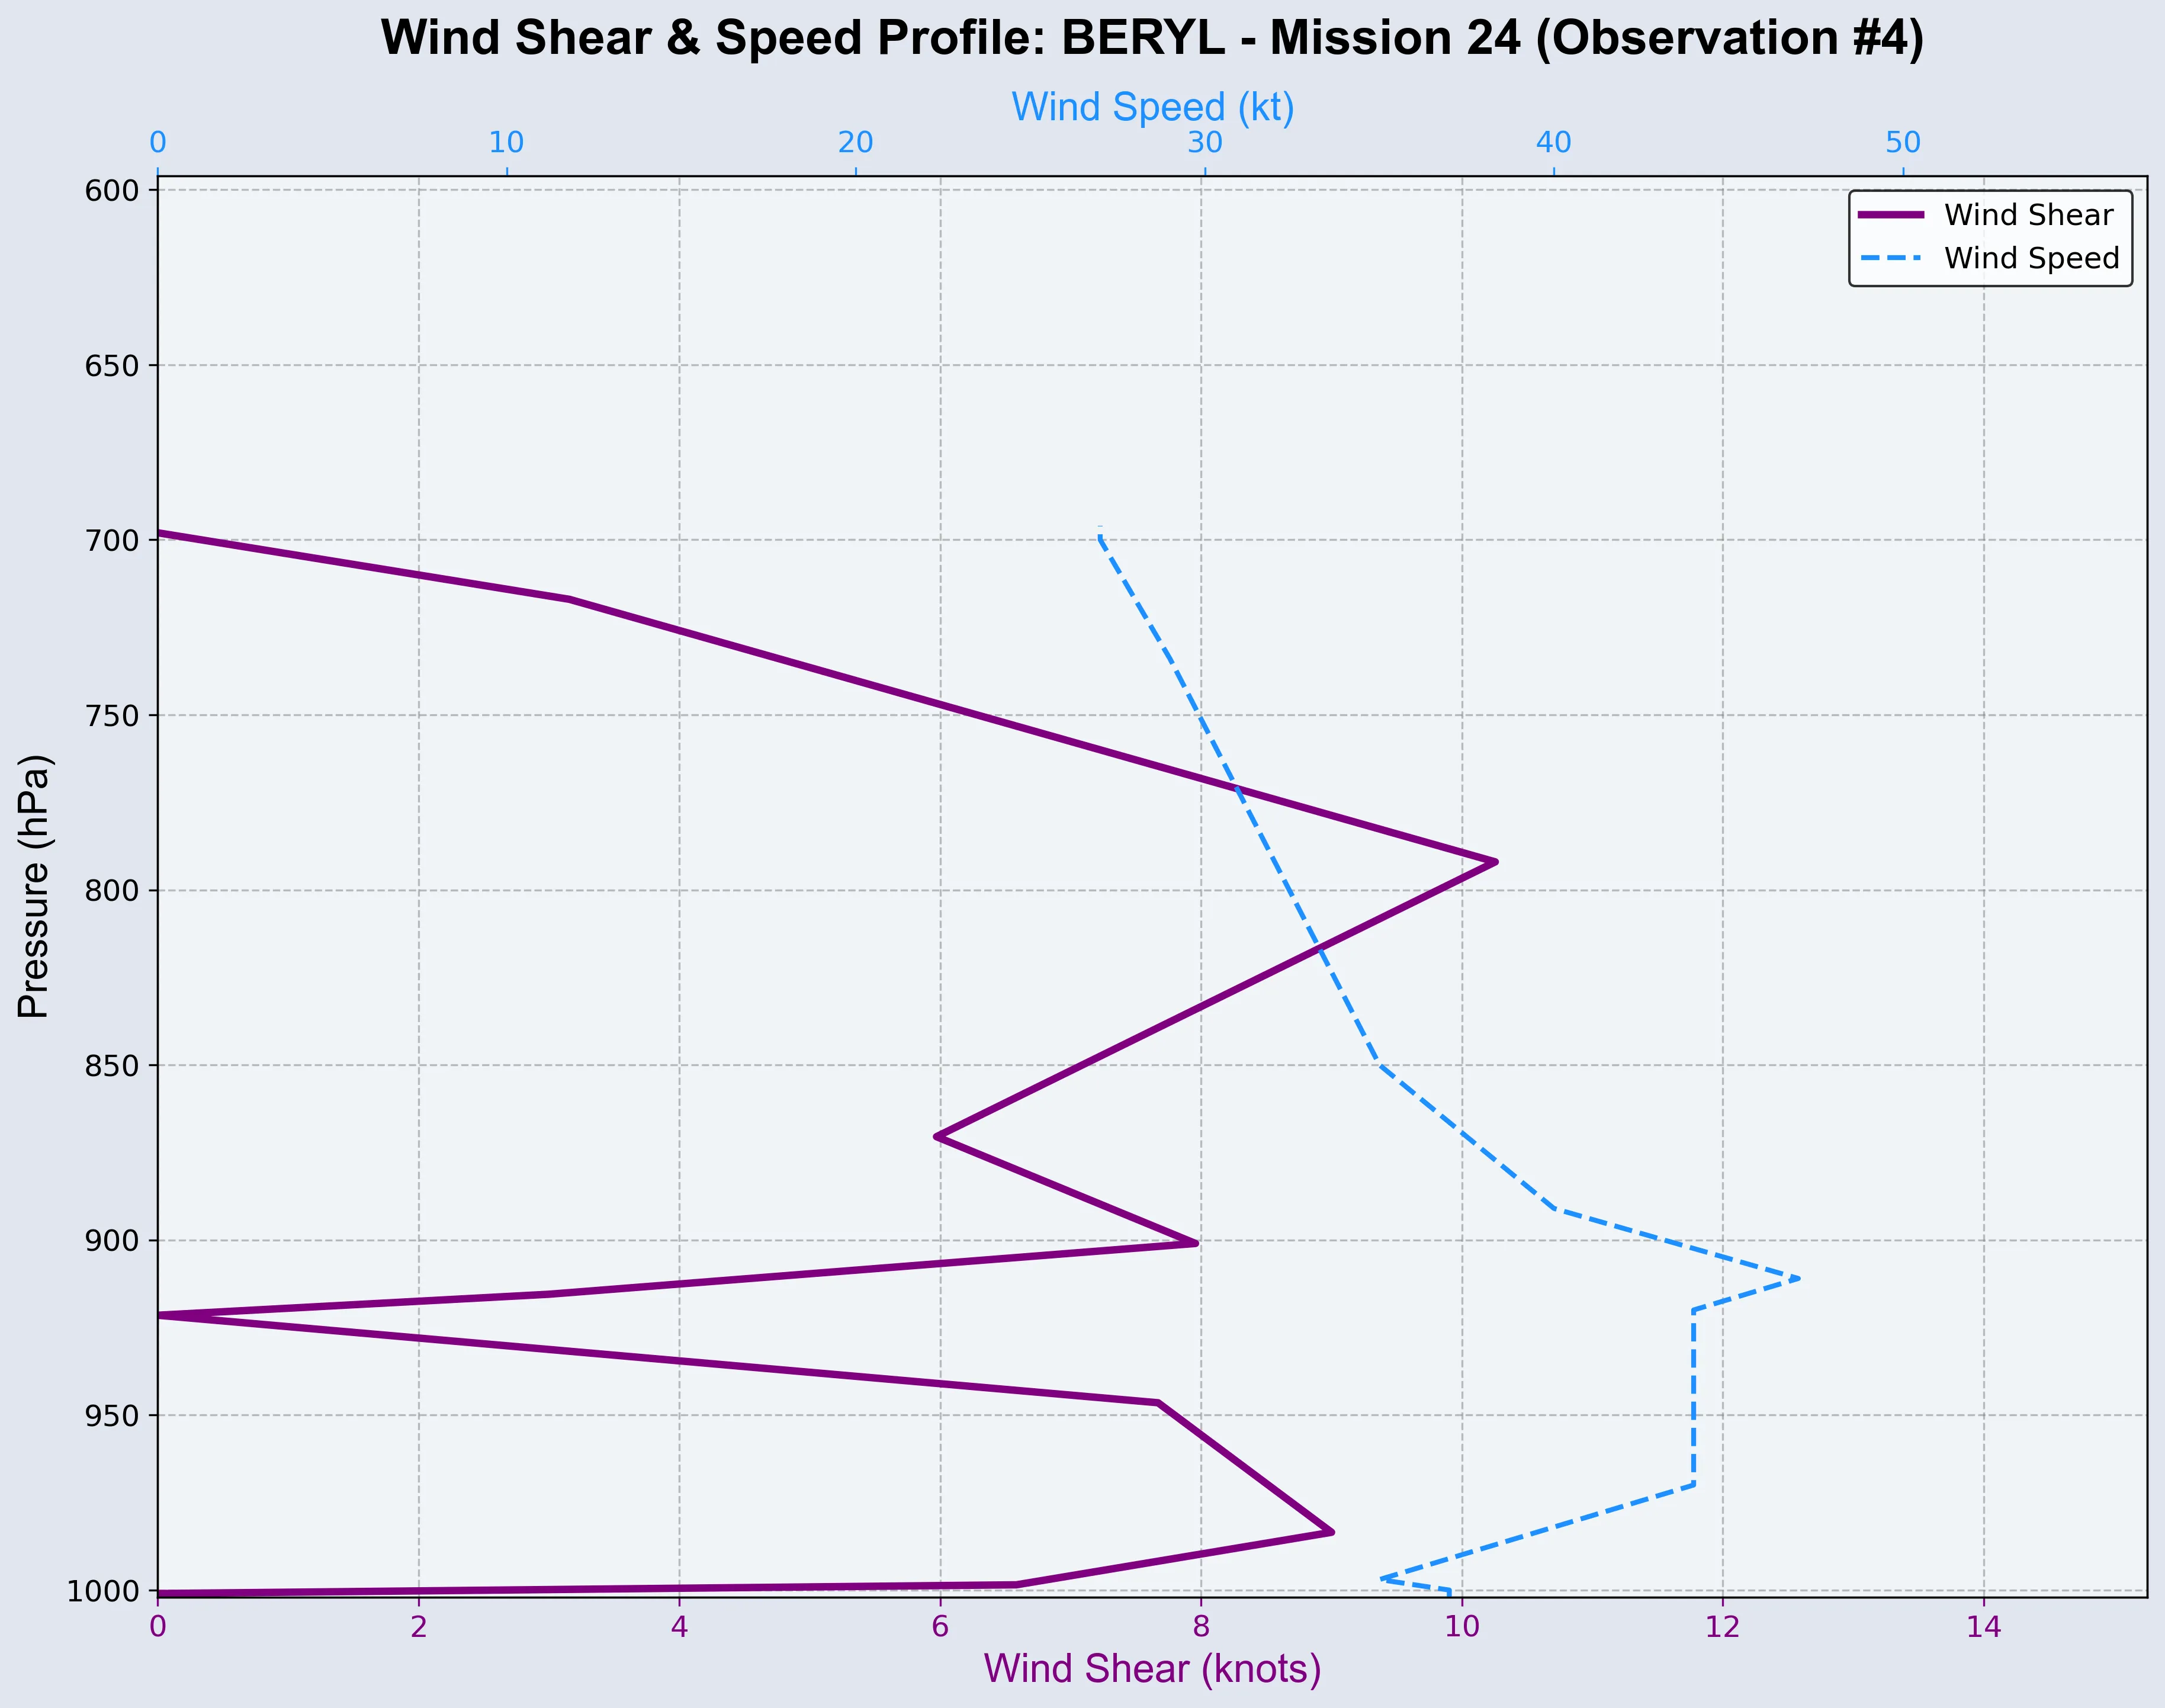 Wind Shear & Speed Profile: BERYL - Mission 24 (Observation #4)
Wind Speed (kt)
0 10 20 30 40 50
Wind Shear
Wind Speed
600
650
700
750
800
850
900
950
1000
Pressure (hPa)
0 2 4 6 8 10 12 14
Wind Shear (knots)